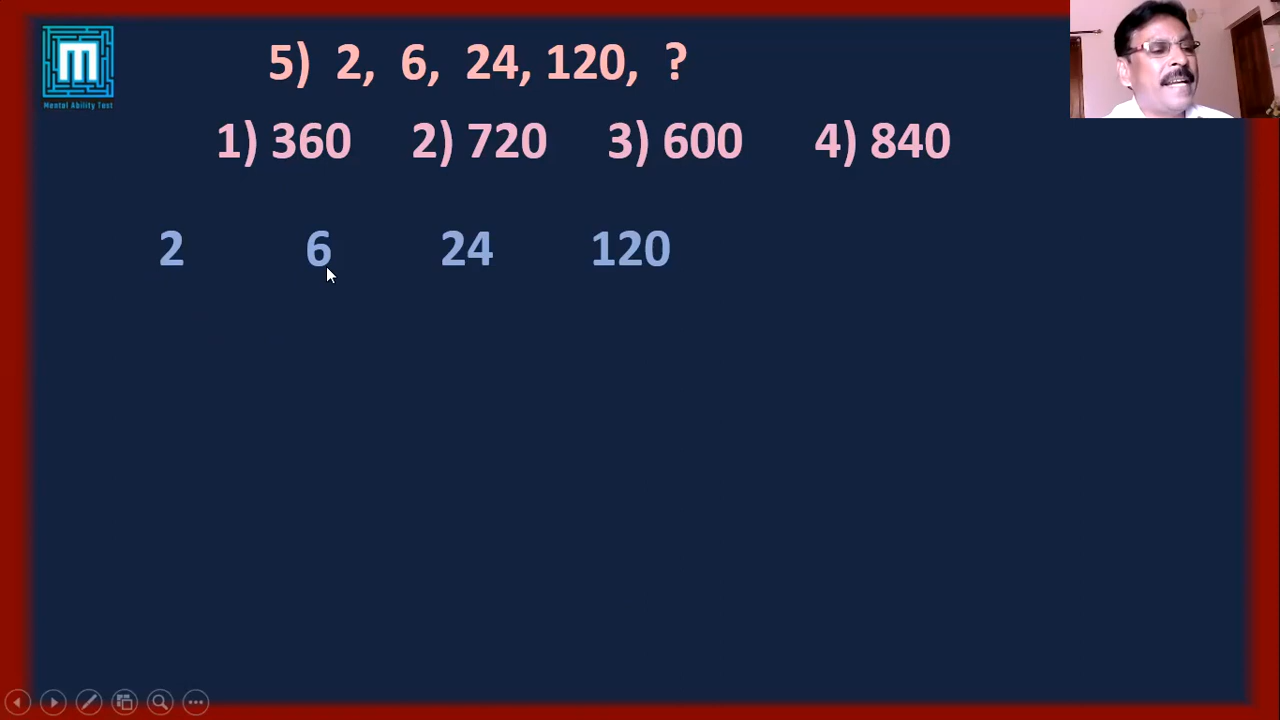 5) 2, 6, 24, 120, ?
1) 360 2) 720 3) 600 4) 840
2 6 24 120
M
Mental Ability Test